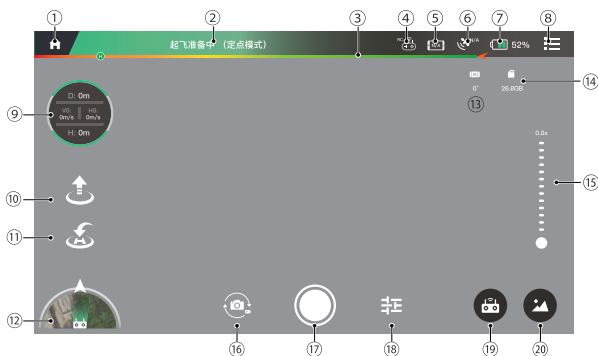 ① ② ④ ⑤ ⑥ ⑦ ⑧
起飞准备中 （定点模式） RC N/A N/A 52%
③
H
⑨ D: 0m
VS: 0m/s HS: 0m/s
H: 0m
0° 26.8GB ⑭
⑬
0.0s
⑮
⑩
⑪
⑫
⑯ ⑰ ⑱ ⑲ ⑳